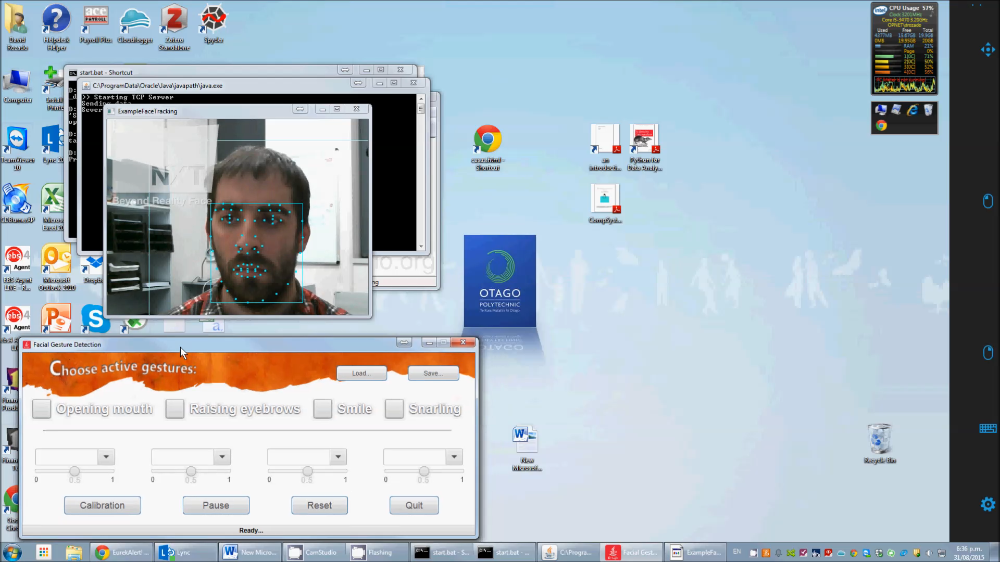 David
Rozado
Helpdesk
Helper
ace
PAYROLL
Payroll Plus
Cloudfogger
Zotero
Standalone
Spyder
intel
CPU Usage 57%
Clock:3201MHz
Core i5-3470 3.20GHz
OPNET\drozado
Used Free Total
4377MB 15.67GB 19.9GB
0MB 19.95GB 20GB
RAM 21%
Page 0%
1[0C] 71%
2[0C] 50%
3[0C] 52%
4[0C] 56%
PC Meter is not running!
Computer
Install
Printe
TeamViewer
10
Lync 20
CDBurnerXP
Micros
Excel 20
ebs 4
Agent
EBS Agent
LIVE - R...
Microsoft
Outlook 2010
Dropb
ebs
Agent
start.bat - Shortcut
C:\ProgramData\Oracle\Java\javapath\java.exe
>> Starting TCP Server
Sending data
Sever
ExampleFaceTracking
NXT
Beyond Reality Face
io.org
ng
casas.html -
Shortcut
an
introducti...
Python for
Data Analy...
CompSyst...
OTAGO
POLYTECHNIC
Te Kura Matatini ki Otago
Facial Gesture Detection
Choose active gestures:
Load...
Save...
Opening mouth
Raising eyebrows
Smile
Snarling
0 0.5 1
0 0.5 1
0 0.5 1
0 0.5 1
Calibration
Pause
Reset
Quit
Ready...
New
Microsof...
Recycle Bin
Finan
Produ
Finan
Te
Goo
Chr
EurekAlert! ...
Lync
New Micro...
CamStudio
Flashing
start.bat - S...
start.bat - ...
C:\Progra...
Facial Gest...
ExampleFa...
EN
6:36 p.m.
31/08/2015